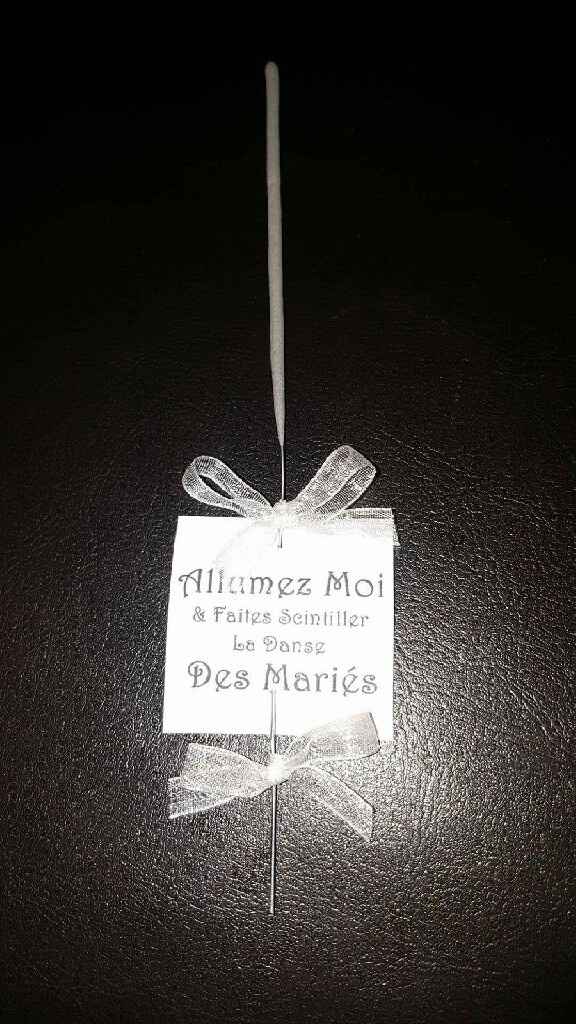 Allumez Moi
& Faites Scintiller
La Danse
Des Mariés